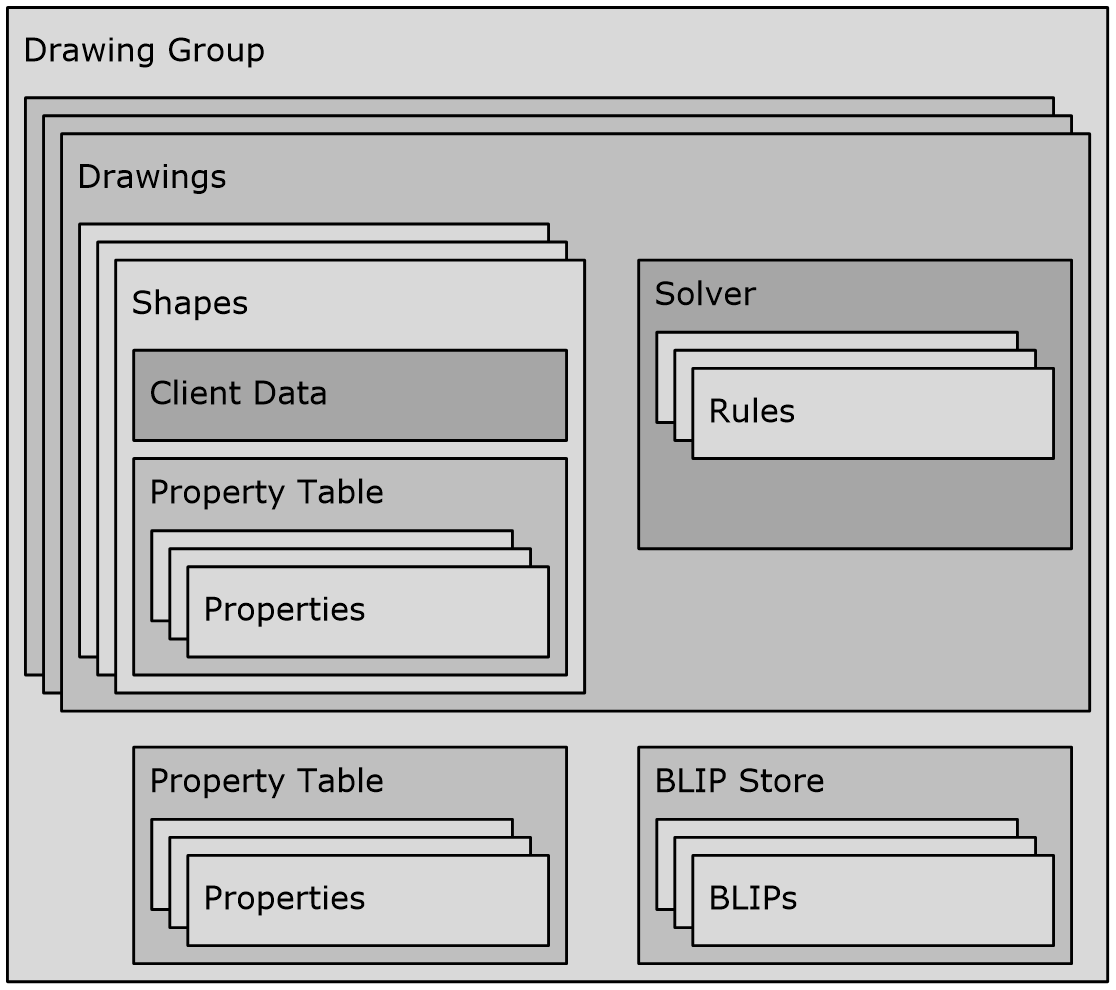 Drawing Group
Drawings
Shapes
Client Data
Property Table
Properties
Solver
Rules
Property Table
Properties
BLIP Store
BLIPs